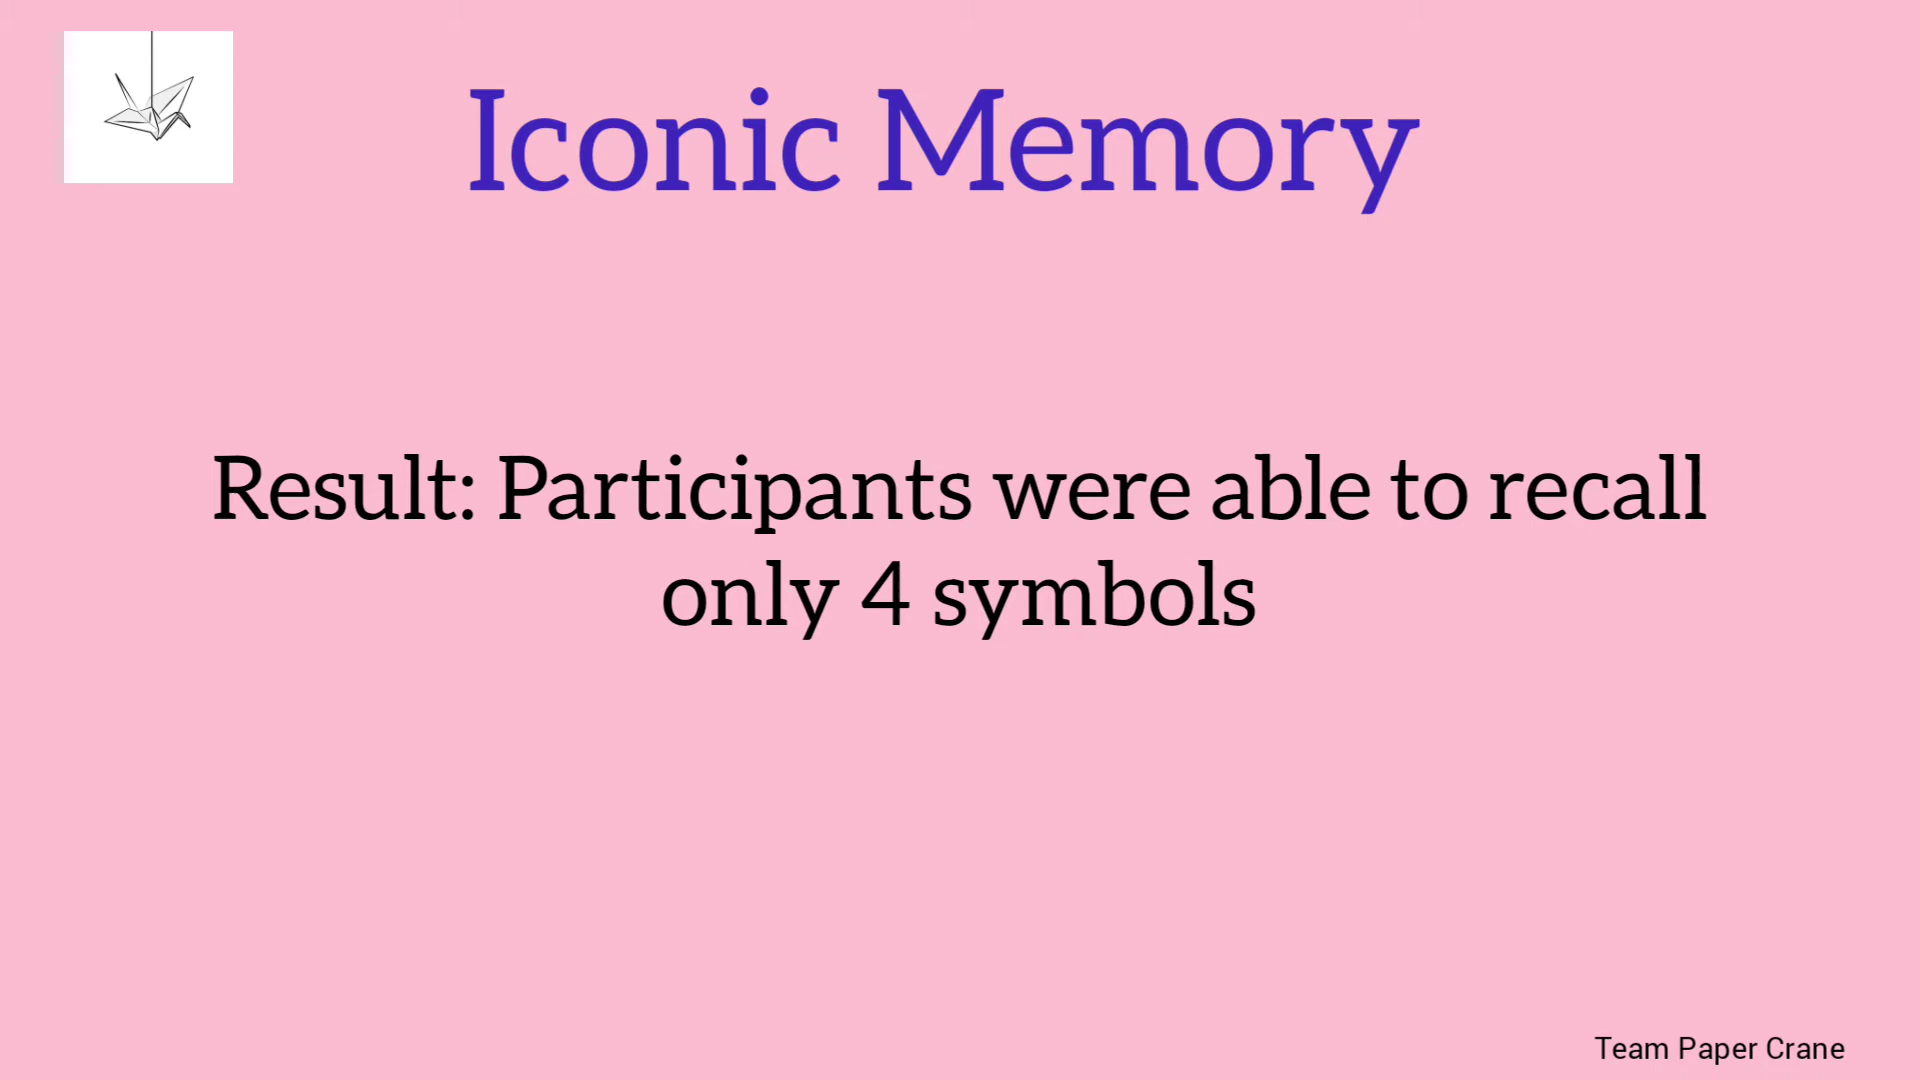 Iconic Memory
Result: Participants were able to recall
only 4 symbols
Team Paper Crane